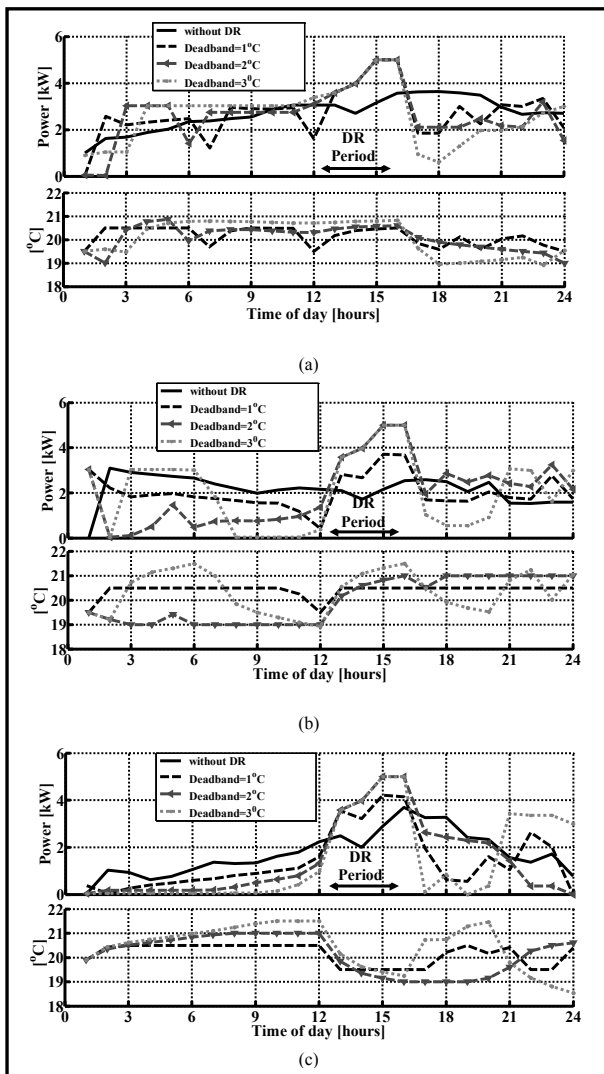 (a)
without DR
Deadband=1°C
Deadband=2°C
Deadband=3⁰C
Power [kW]
6
4
2
0
DR
Period
[°C]
22
21
20
19
18
0 3 6 9 12 15 18 21 24
Time of day [hours]
(a)
without DR
Deadband=1°C
Deadband=2°C
Deadband=3⁰C
Power [kW]
6
4
2
0
DR
Period
[°C]
22
21
20
19
18
0 3 6 9 12 15 18 21 24
Time of day [hours]
(b)
without DR
Deadband=1°C
Deadband=2°C
Deadband=3⁰C
Power [kW]
6
4
2
0
DR
Period
[°C]
22
21
20
19
18
0 3 6 9 12 15 18 21 24
Time of day [hours]
(c)